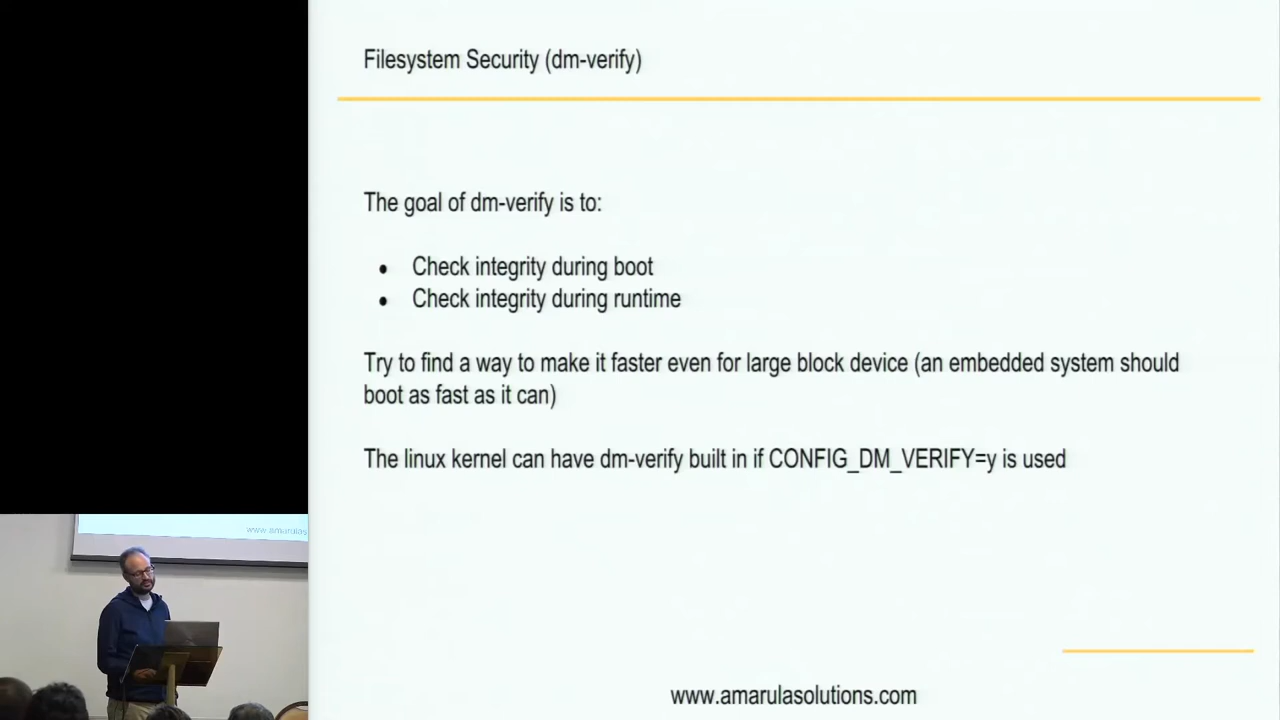 Filesystem Security (dm-verify)
The goal of dm-verify is to:
• Check integrity during boot
• Check integrity during runtime
Try to find a way to make it faster even for large block device (an embedded system should
boot as fast as it can)
The linux kernel can have dm-verify built in if CONFIG_DM_VERIFY=y is used
www.amarulasolutions.com
www.amarulas